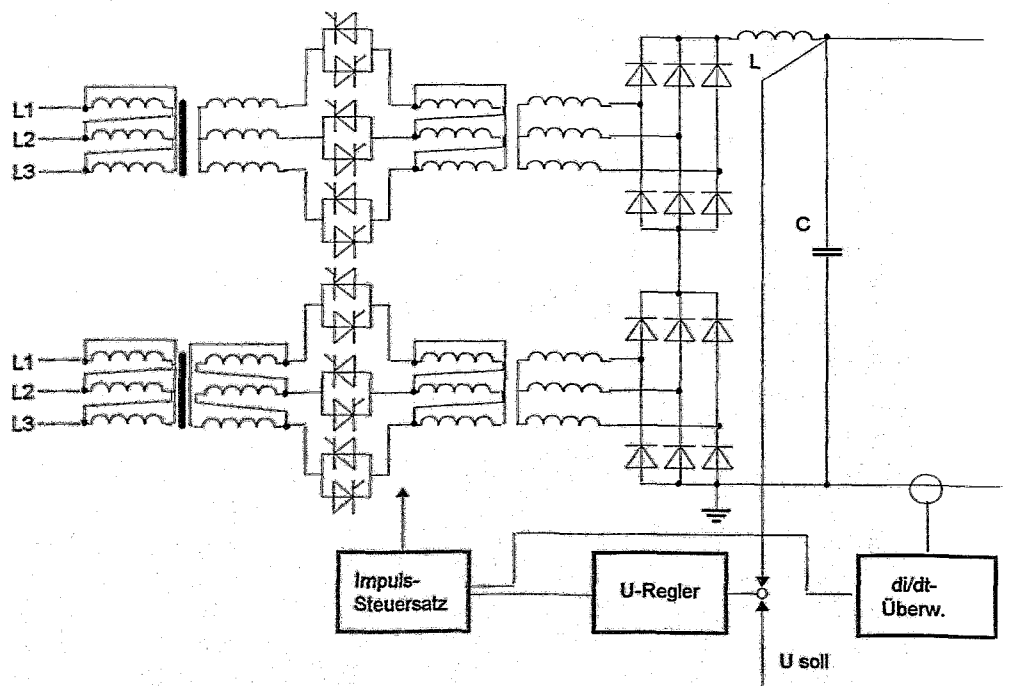 L
L1
L2
L3
C
L1
L2
L3
Impuls-
Steuersatz
U-Regler
di/dt-
Überw.
U soll